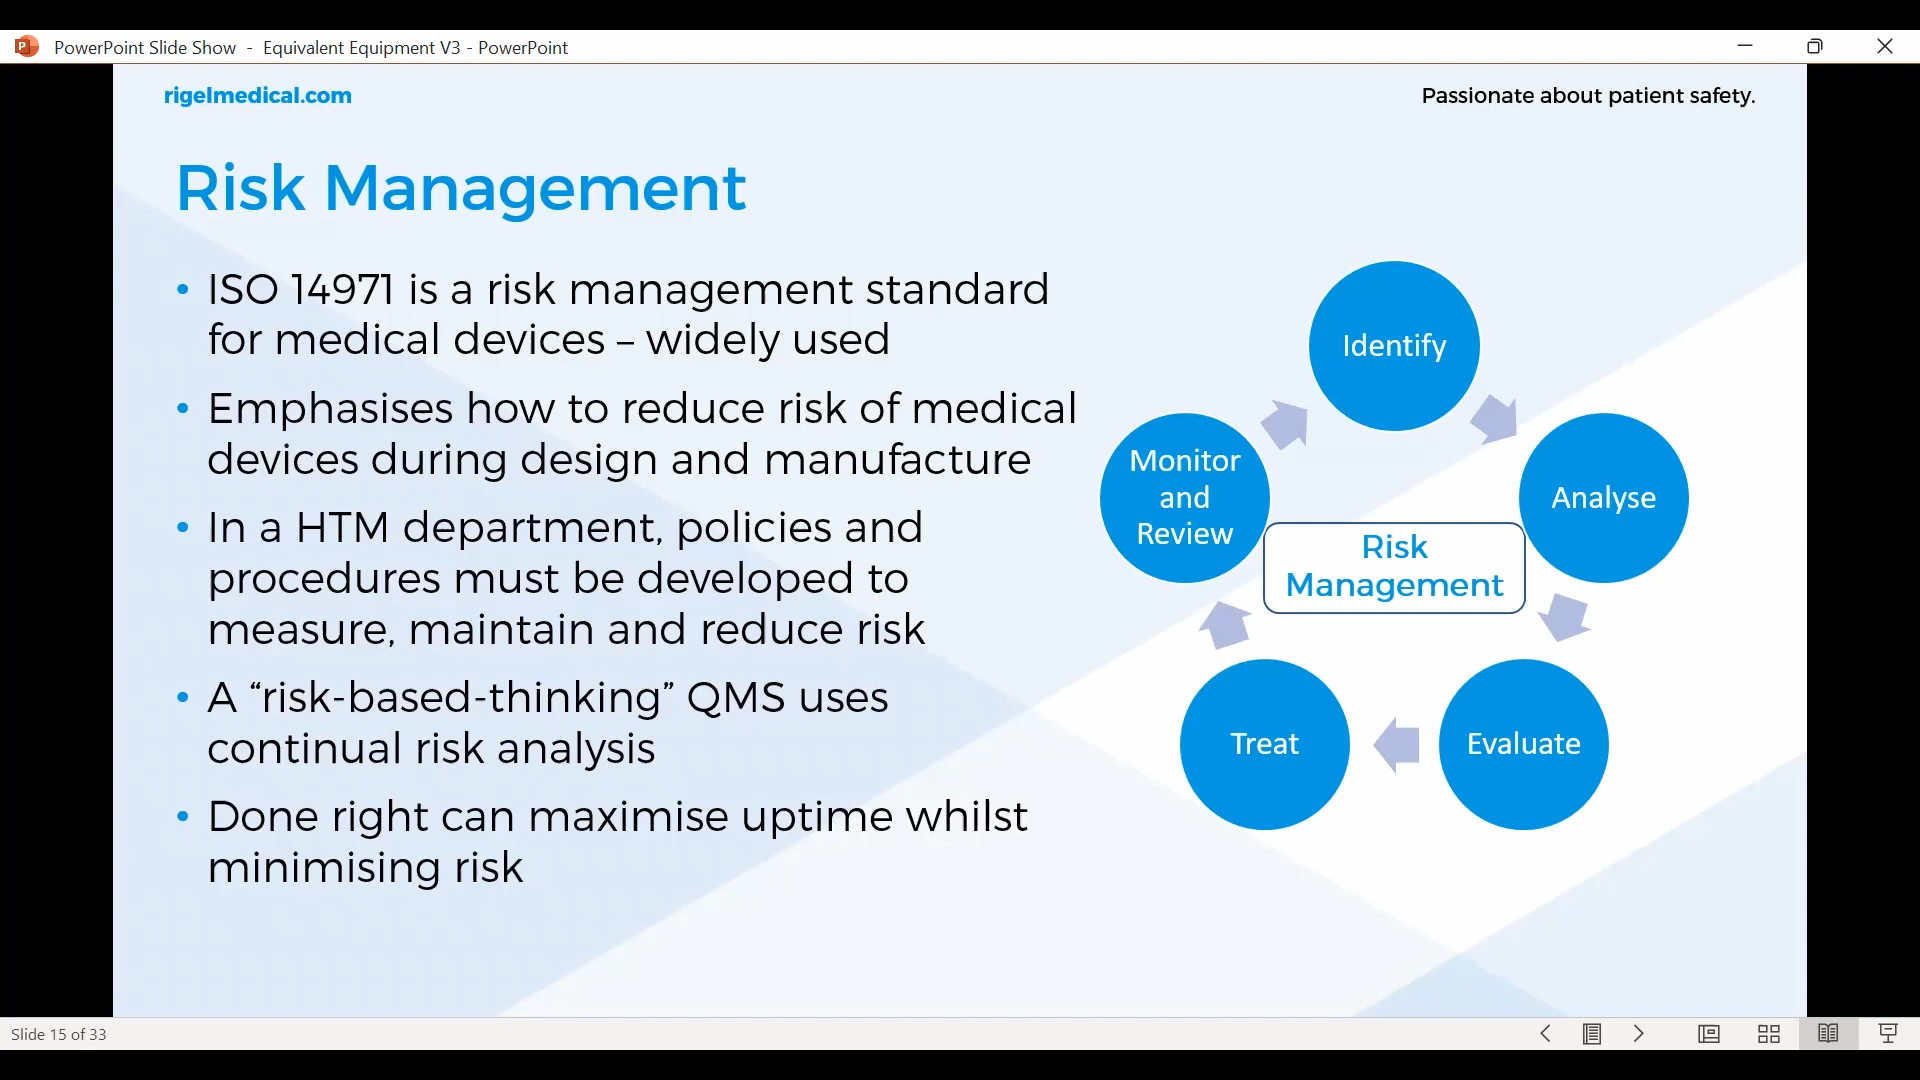 PowerPoint Slide Show - Equivalent Equipment V3 - PowerPoint
rigelmedical.com
Passionate about patient safety.
Risk Management
• ISO 14971 is a risk management standard
for medical devices – widely used
• Emphasises how to reduce risk of medical
devices during design and manufacture
• In a HTM department, policies and
procedures must be developed to
measure, maintain and reduce risk
• A “risk-based-thinking” QMS uses
continual risk analysis
• Done right can maximise uptime whilst
minimising risk
Identify
Analyse
Evaluate
Treat
Monitor
and
Review
Risk
Management
Slide 15 of 33